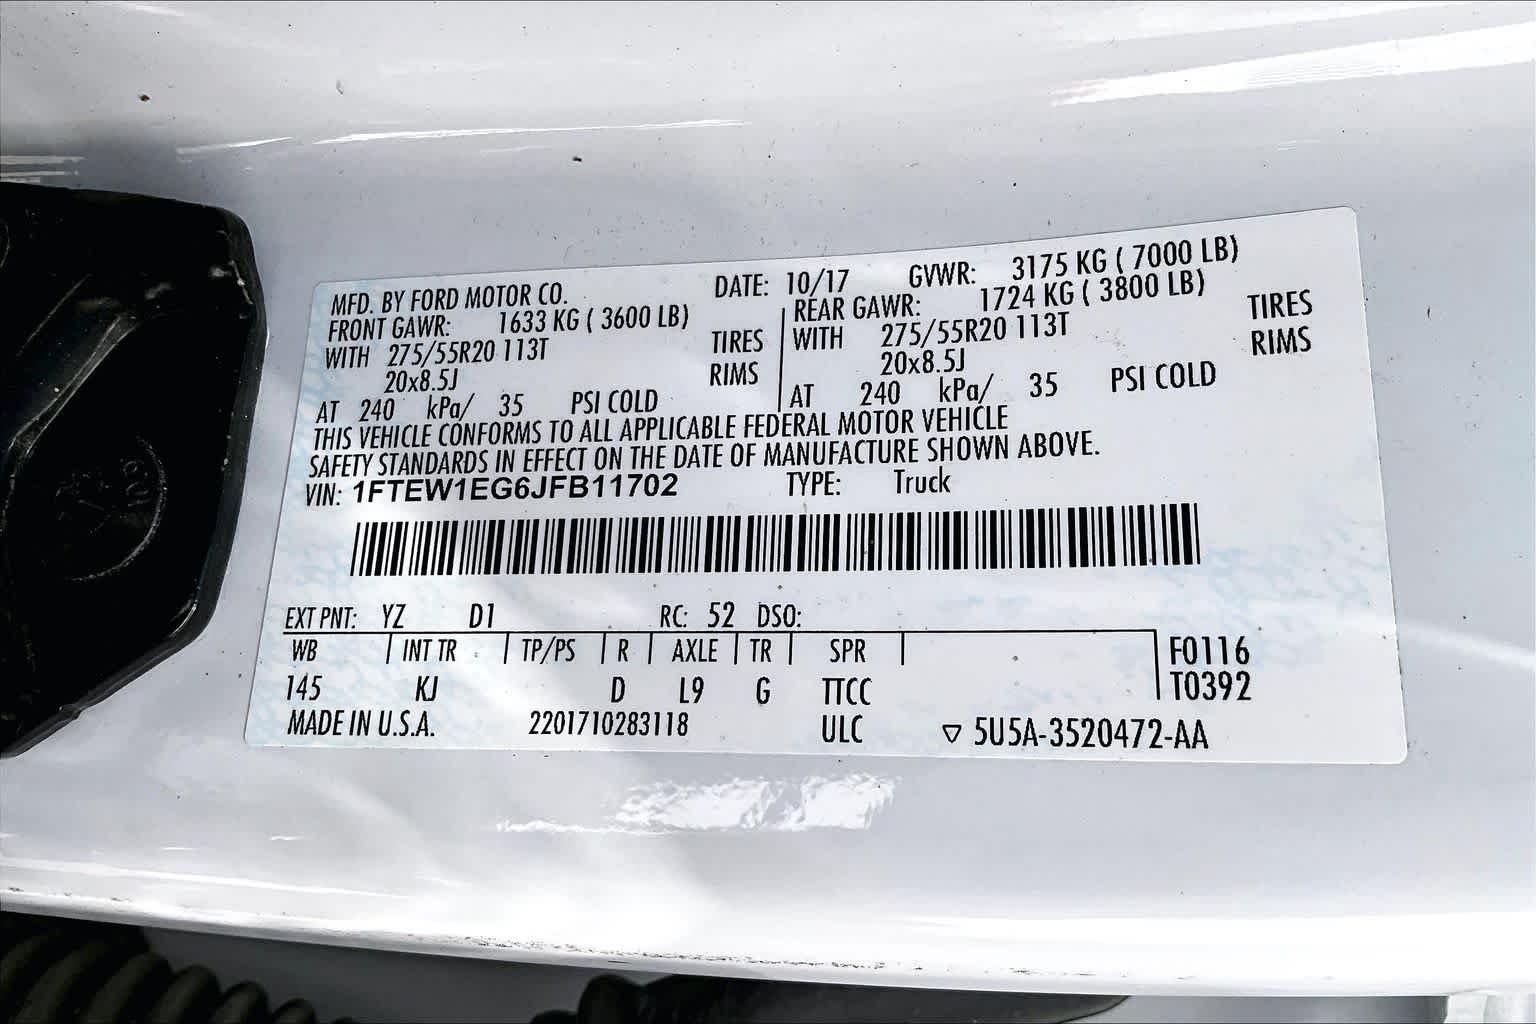 MFD. BY FORD MOTOR CO. DATE: 10/17 GVWR: 3175 KG ( 7000 LB)
FRONT GAWR: 1633 KG ( 3600 LB) REAR GAWR: 1724 KG ( 3800 LB)
WITH 275/55R20 113T TIRES WITH 275/55R20 113T TIRES
20x8.5J RIMS 20x8.5J RIMS
AT 240 kPa/ 35 PSI COLD AT 240 kPa/ 35 PSI COLD
THIS VEHICLE CONFORMS TO ALL APPLICABLE FEDERAL MOTOR VEHICLE
SAFETY STANDARDS IN EFFECT ON THE DATE OF MANUFACTURE SHOWN ABOVE.
VIN: 1FTEW1EG6JFB11702 TYPE: Truck
EXT PNT: YZ D1 RC: 52 DSO:
WB INT TR TP/PS R AXLE TR SPR F0116
145 KJ D L9 G TTCC T0392
MADE IN U.S.A. 2201710283118 ULC ▽ 5U5A-3520472-AA